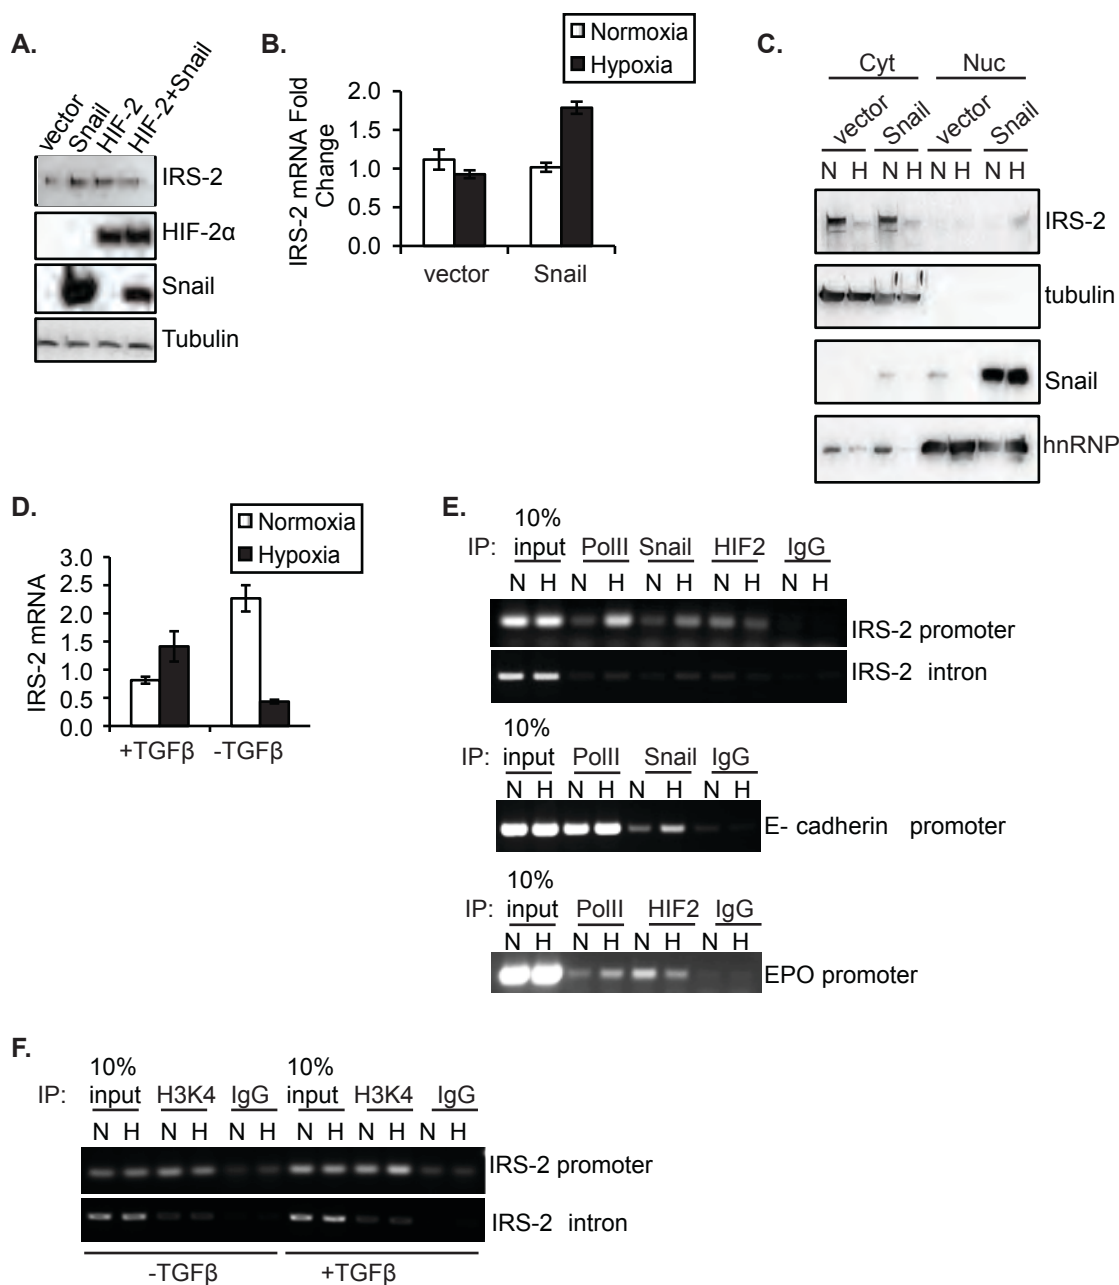 A.
vector Snail HIF-2 HIF-2+Snail
IRS-2
HIF-2α
Snail
Tubulin
B.
Normoxia
Hypoxia
IRS-2 mRNA Fold
Change
2.0
1.5
1.0
0.5
0.0
vector Snail
C.
Cyt Nuc
vector Snail vector Snail
N H N H N H N H
IRS-2
tubulin
Snail
hnRNP
D.
Normoxia
Hypoxia
IRS-2 mRNA
3.0
2.5
2.0
1.5
1.0
0.5
0.0
+TGFβ -TGFβ
E.
10%
IP: input PolII Snail HIF2 IgG
N H N H N H N H N H
IRS-2 promoter
IRS-2 intron
10%
IP: input PolII Snail IgG
N H N H N H N H
E- cadherin promoter
10%
IP: input PolII HIF2 IgG
N H N H N H N H
EPO promoter
F.
10% 10%
IP: input H3K4 IgG input H3K4 IgG
N H N H N H N H N H N H
IRS-2 promoter
IRS-2 intron
-TGFβ +TGFβ